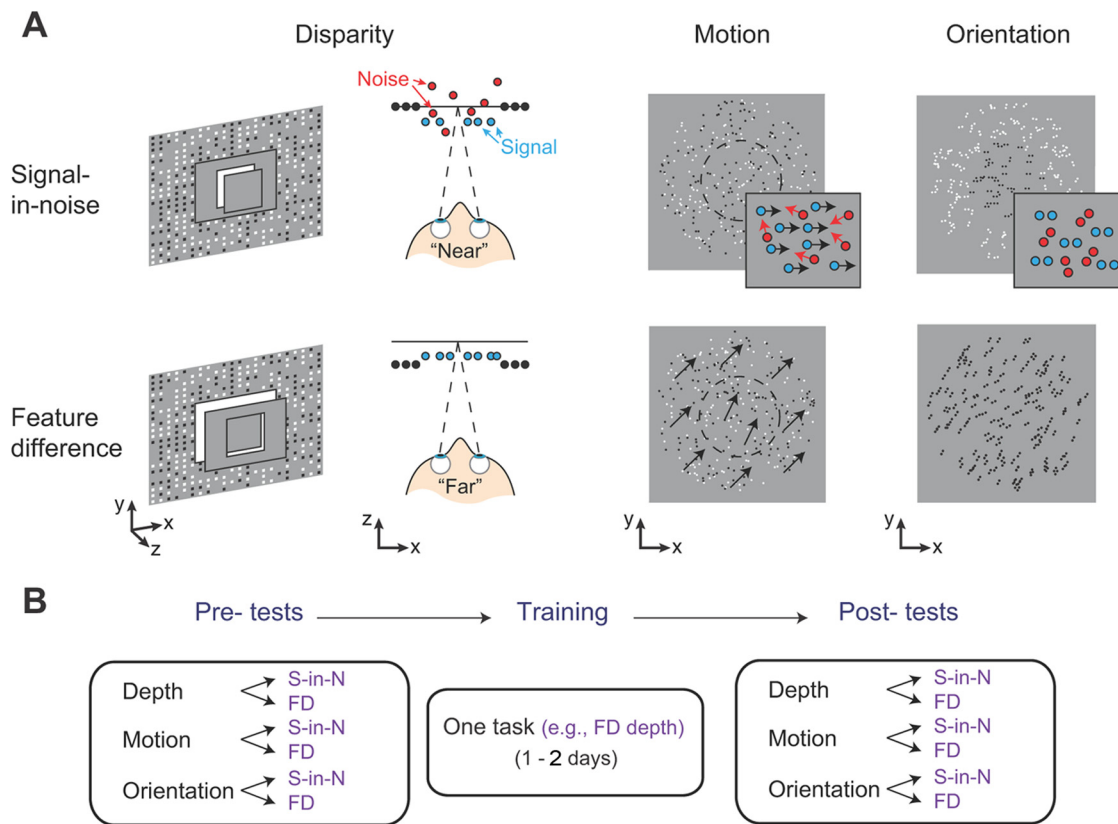 A
Disparity
Motion
Orientation
Signal-
in-noise
Noise
Signal
“Near”
Feature
difference
“Far”
y
x
z
z
x
y
x
y
x
B
Pre- tests
Training
Post- tests
Depth
S-in-N
FD
Motion
S-in-N
FD
Orientation
S-in-N
FD
One task (e.g., FD depth)
(1 - 2 days)
Depth
S-in-N
FD
Motion
S-in-N
FD
Orientation
S-in-N
FD